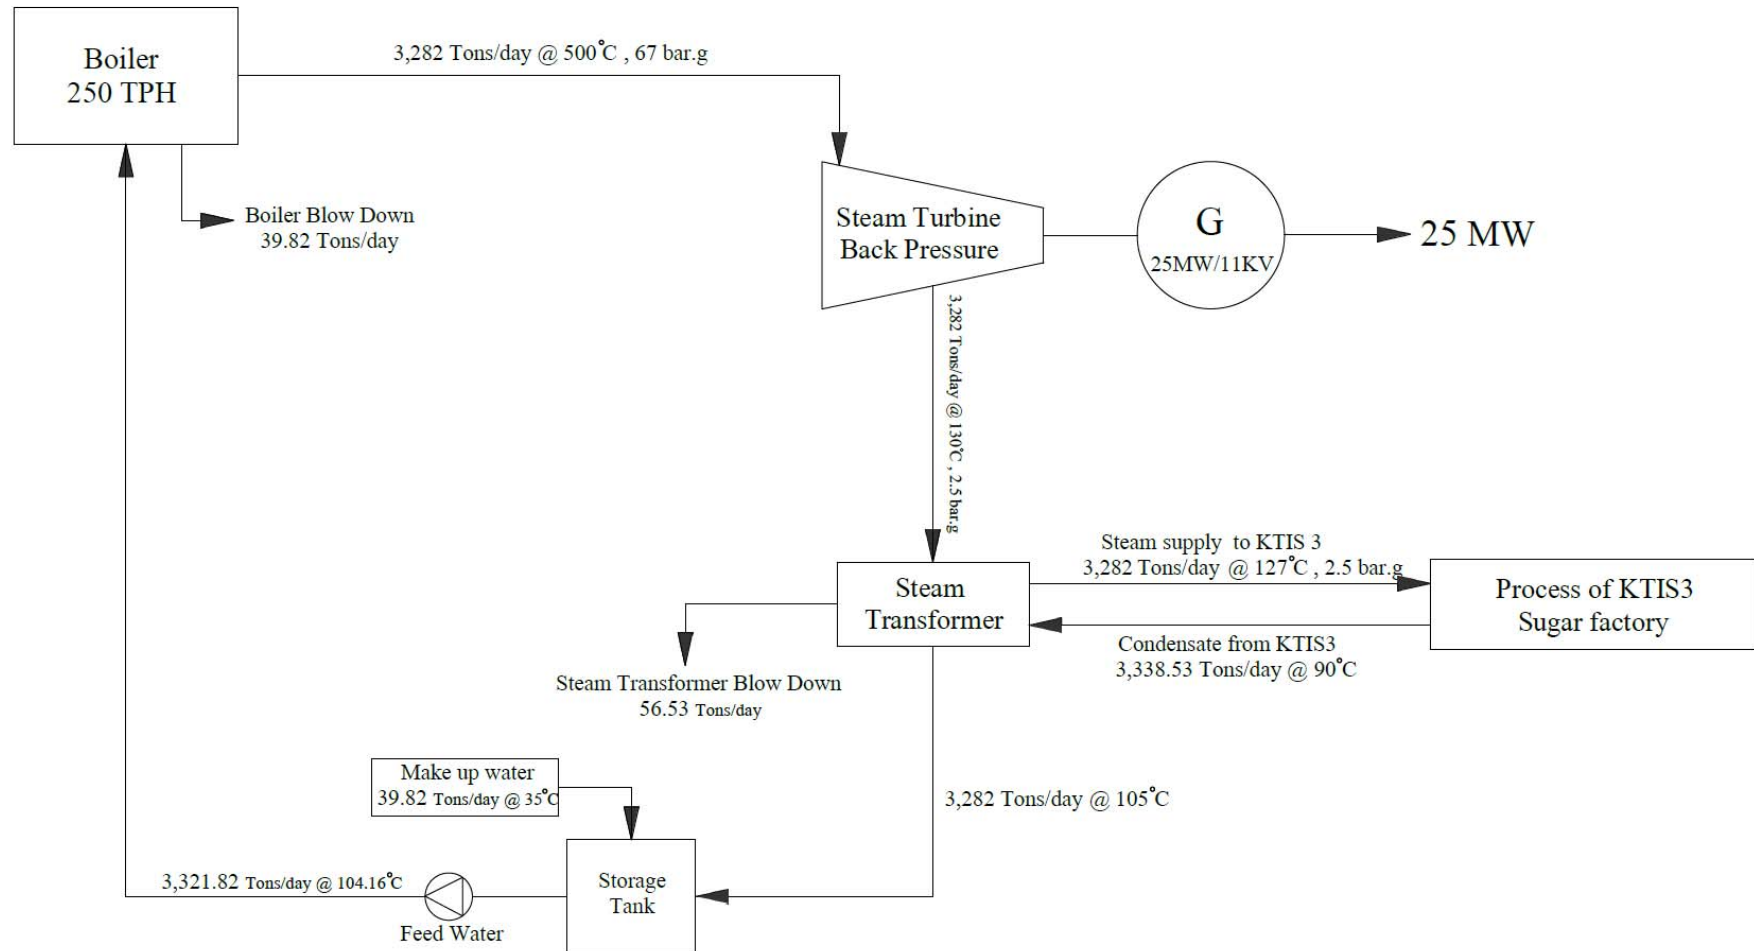 Boiler
250 TPH
3,282 Tons/day @ 500°C , 67 bar.g
Boiler Blow Down
39.82 Tons/day
Steam Turbine
Back Pressure
G
25MW/11KV
25 MW
3,282 Tons/day @ 130°C , 2.5 bar.g
Steam
Transformer
Steam supply to KTIS 3
3,282 Tons/day @ 127°C , 2.5 bar.g
Process of KTIS3
Sugar factory
Condensate from KTIS3
3,338.53 Tons/day @ 90°C
Steam Transformer Blow Down
56.53 Tons/day
Make up water
39.82 Tons/day @ 35°C
3,282 Tons/day @ 105°C
3,321.82 Tons/day @ 104.16°C
Feed Water
Storage
Tank